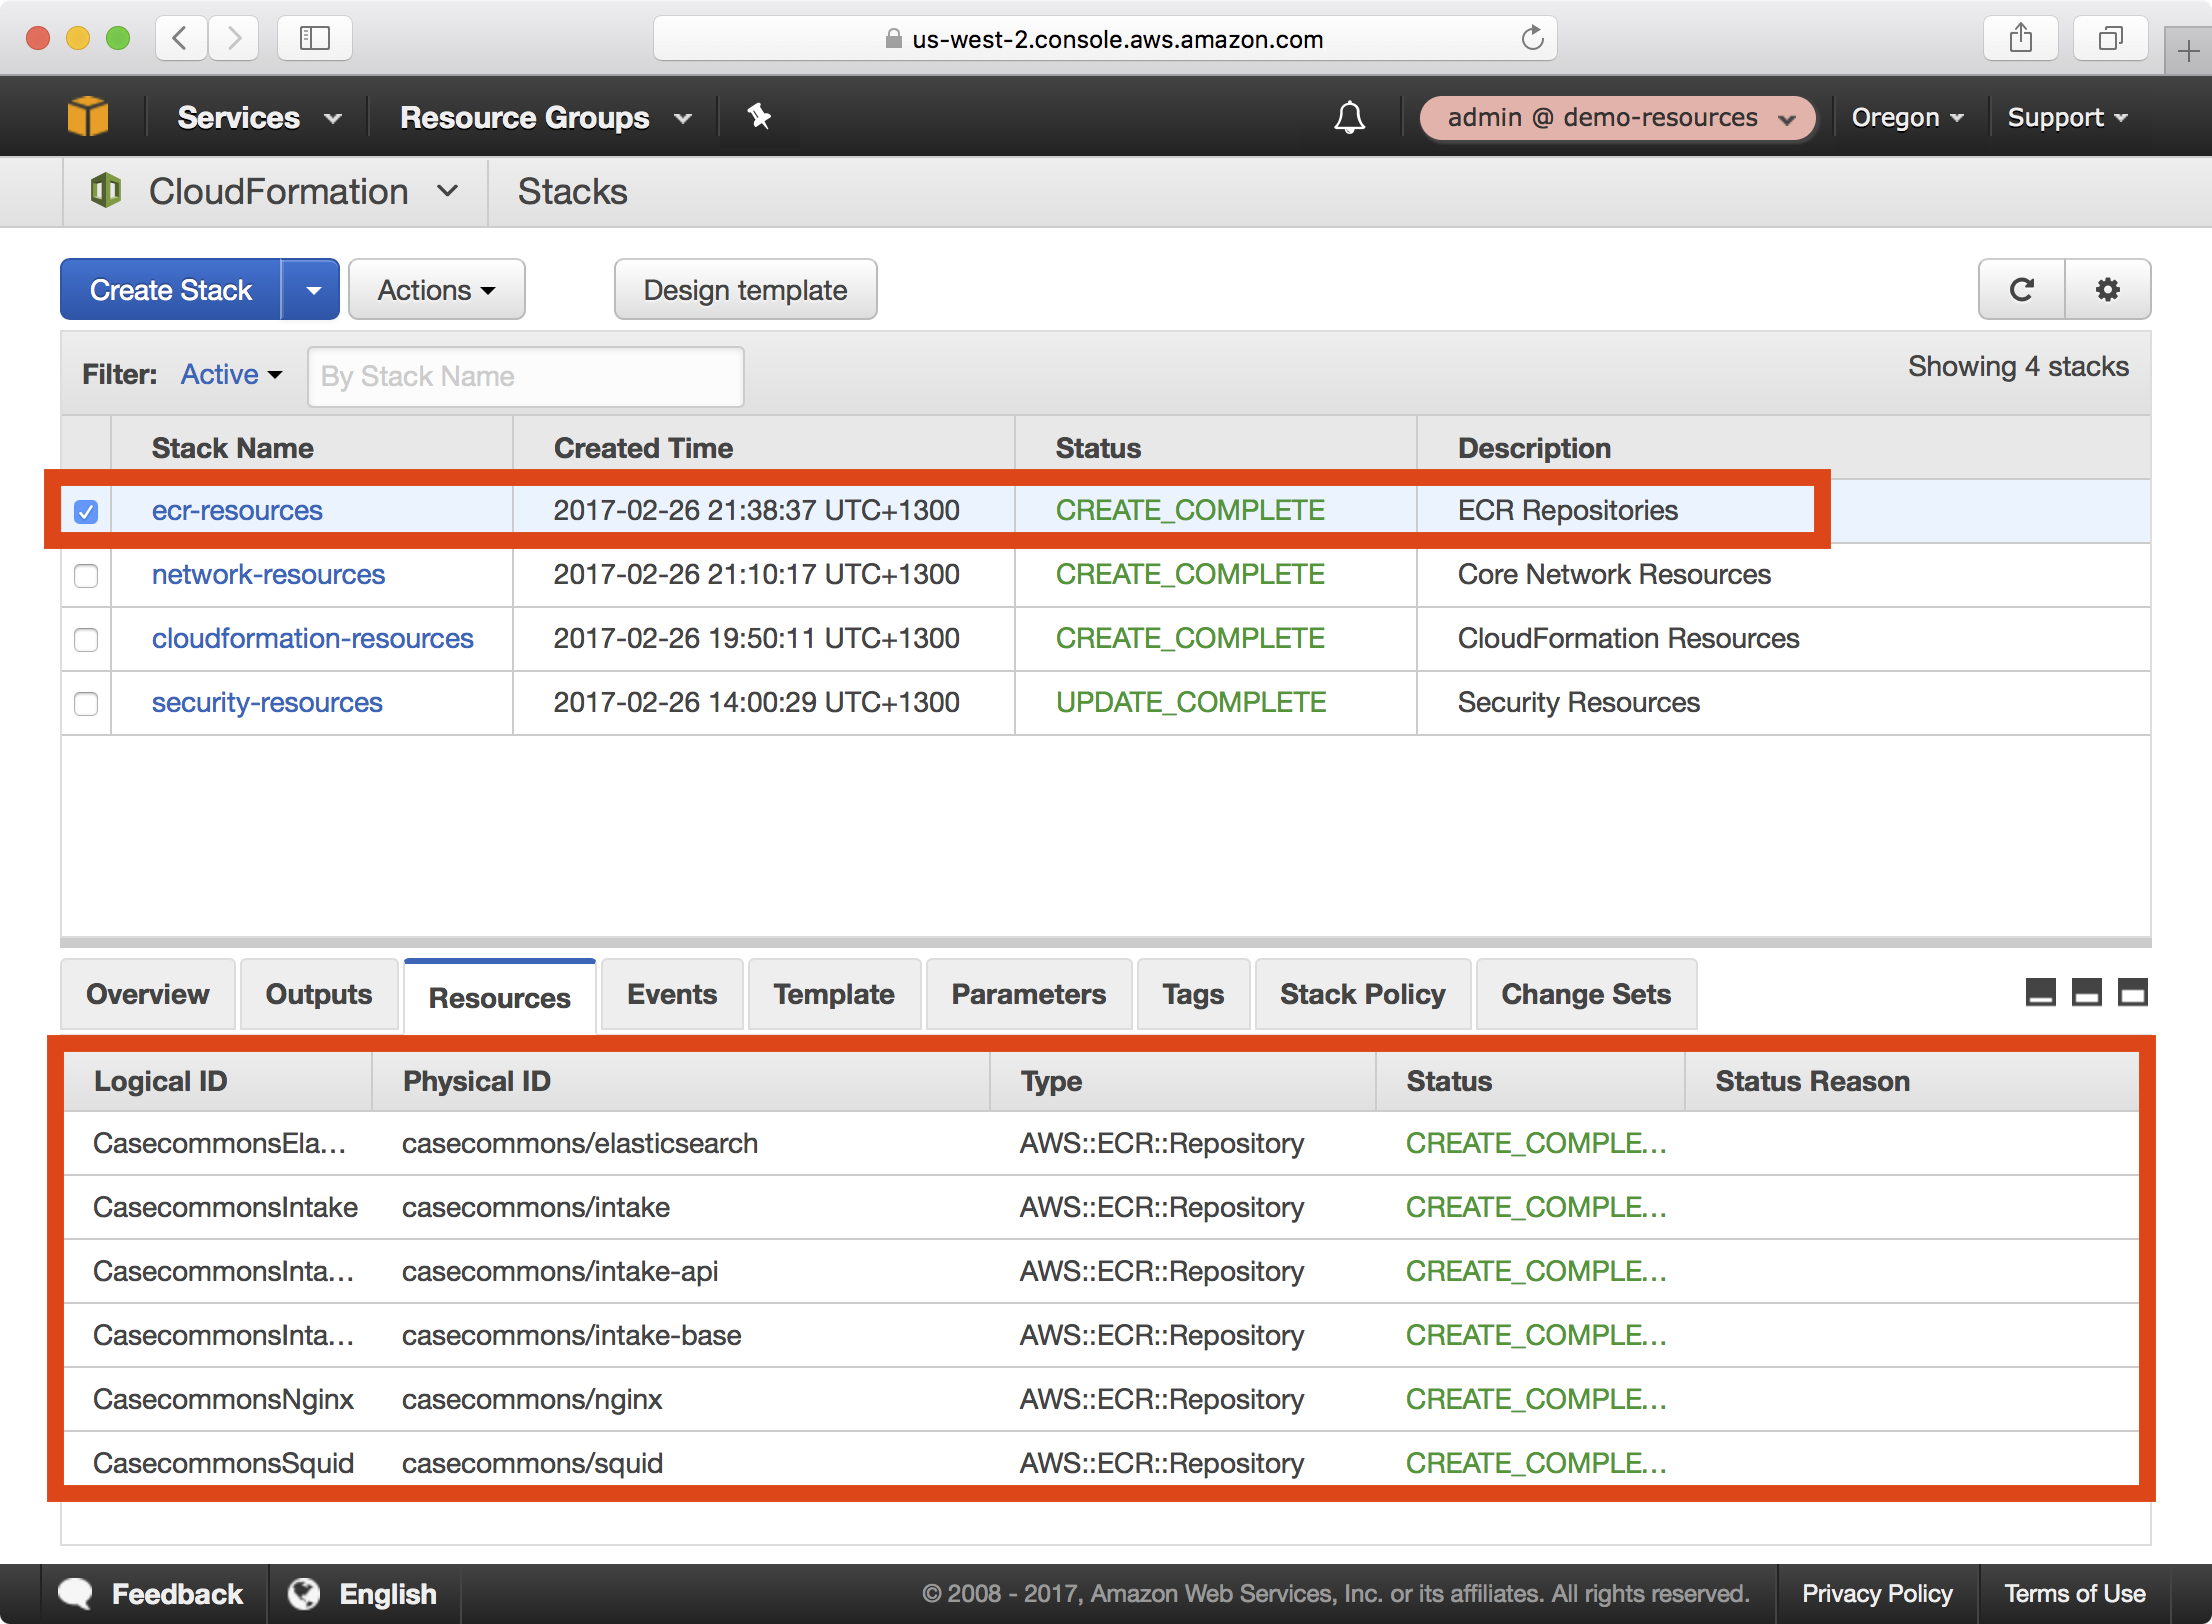 us-west-2.console.aws.amazon.com
Services Resource Groups admin @ demo-resources Oregon Support
CloudFormation Stacks
Create Stack Actions Design template
Filter: Active By Stack Name Showing 4 stacks
Stack Name Created Time Status Description
ecr-resources 2017-02-26 21:38:37 UTC+1300 CREATE_COMPLETE ECR Repositories
network-resources 2017-02-26 21:10:17 UTC+1300 CREATE_COMPLETE Core Network Resources
cloudformation-resources 2017-02-26 19:50:11 UTC+1300 CREATE_COMPLETE CloudFormation Resources
security-resources 2017-02-26 14:00:29 UTC+1300 UPDATE_COMPLETE Security Resources
Overview Outputs Resources Events Template Parameters Tags Stack Policy Change Sets
Logical ID Physical ID Type Status Status Reason
CasecommonsEla... casecommons/elasticsearch AWS::ECR::Repository CREATE_COMPLE...
CasecommonsIntake casecommons/intake AWS::ECR::Repository CREATE_COMPLE...
CasecommonsInta... casecommons/intake-api AWS::ECR::Repository CREATE_COMPLE...
CasecommonsInta... casecommons/intake-base AWS::ECR::Repository CREATE_COMPLE...
CasecommonsNginx casecommons/nginx AWS::ECR::Repository CREATE_COMPLE...
CasecommonsSquid casecommons/squid AWS::ECR::Repository CREATE_COMPLE...
Feedback English © 2008 - 2017, Amazon Web Services, Inc. or its affiliates. All rights reserved. Privacy Policy Terms of Use